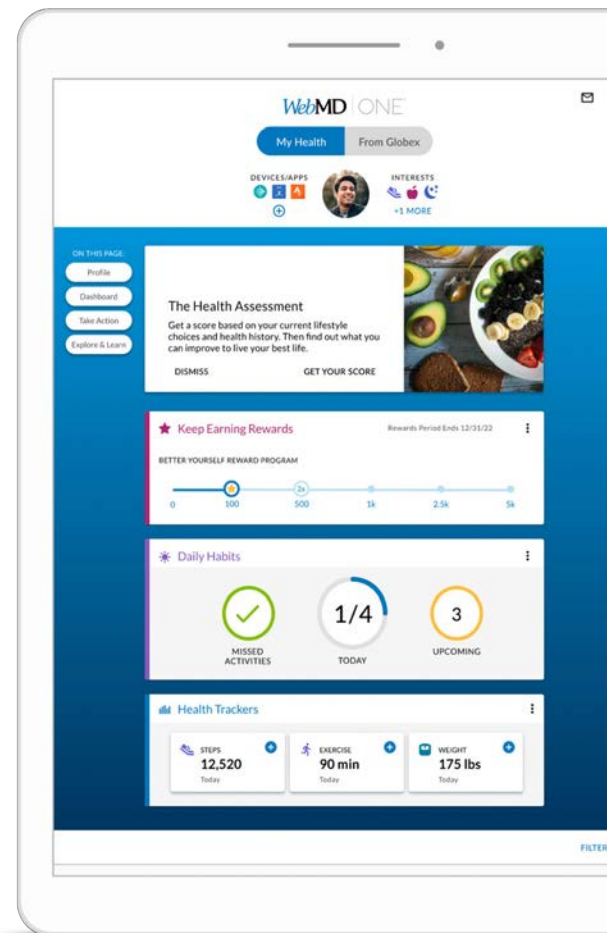 WebMD ONE
My Health
From Globex
DEVICES/APPS
INTERESTS
+1 MORE
ON THIS PAGE:
Profile
Dashboard
Take Action
Explore & Learn
The Health Assessment
Get a score based on your current lifestyle
choices and health history. Then find out what you
can improve to live your best life.
DISMISS
GET YOUR SCORE
Keep Earning Rewards
Rewards Period Ends 12/31/22
BETTER YOURSELF REWARD PROGRAM
2x
0
100
500
1k
2.5k
5k
Daily Habits
1/4
3
MISSED
ACTIVITIES
TODAY
UPCOMING
Health Trackers
STEPS
12,520
Today
EXERCISE
90 min
Today
WEIGHT
175 lbs
Today
FILTER